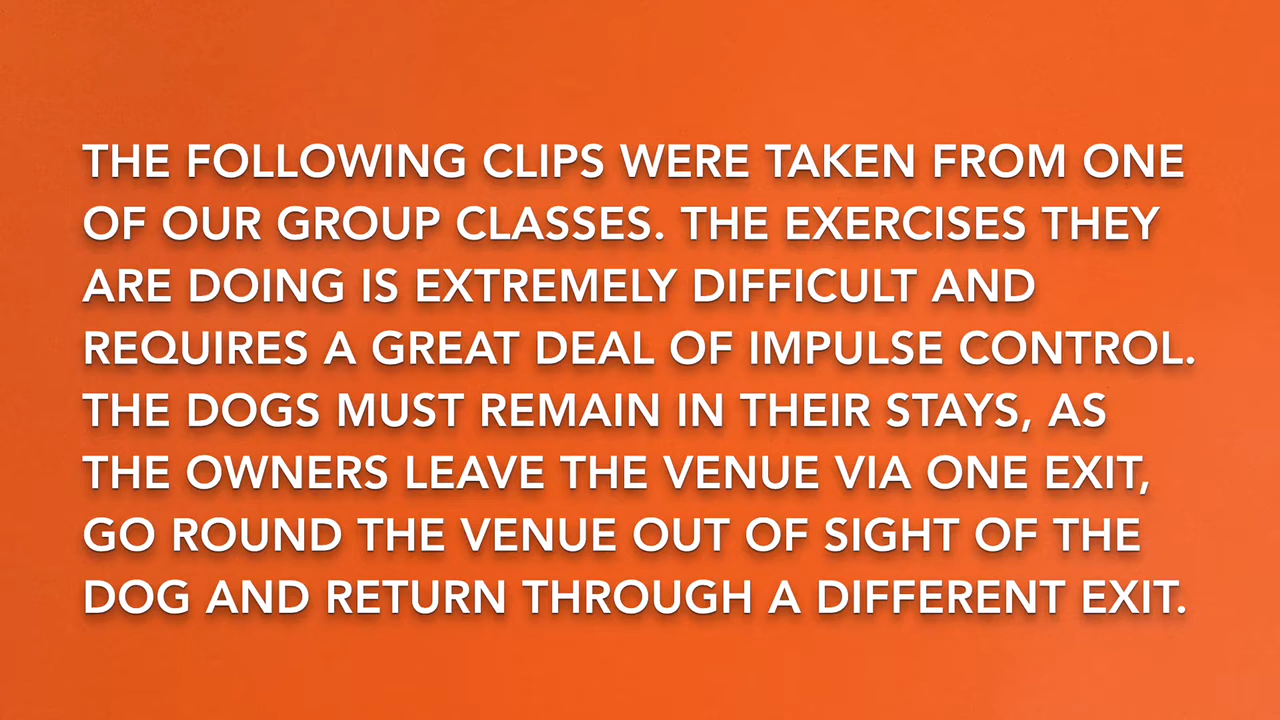 THE FOLLOWING CLIPS WERE TAKEN FROM ONE
OF OUR GROUP CLASSES. THE EXERCISES THEY
ARE DOING IS EXTREMELY DIFFICULT AND
REQUIRES A GREAT DEAL OF IMPULSE CONTROL.
THE DOGS MUST REMAIN IN THEIR STAYS, AS
THE OWNERS LEAVE THE VENUE VIA ONE EXIT,
GO ROUND THE VENUE OUT OF SIGHT OF THE
DOG AND RETURN THROUGH A DIFFERENT EXIT.